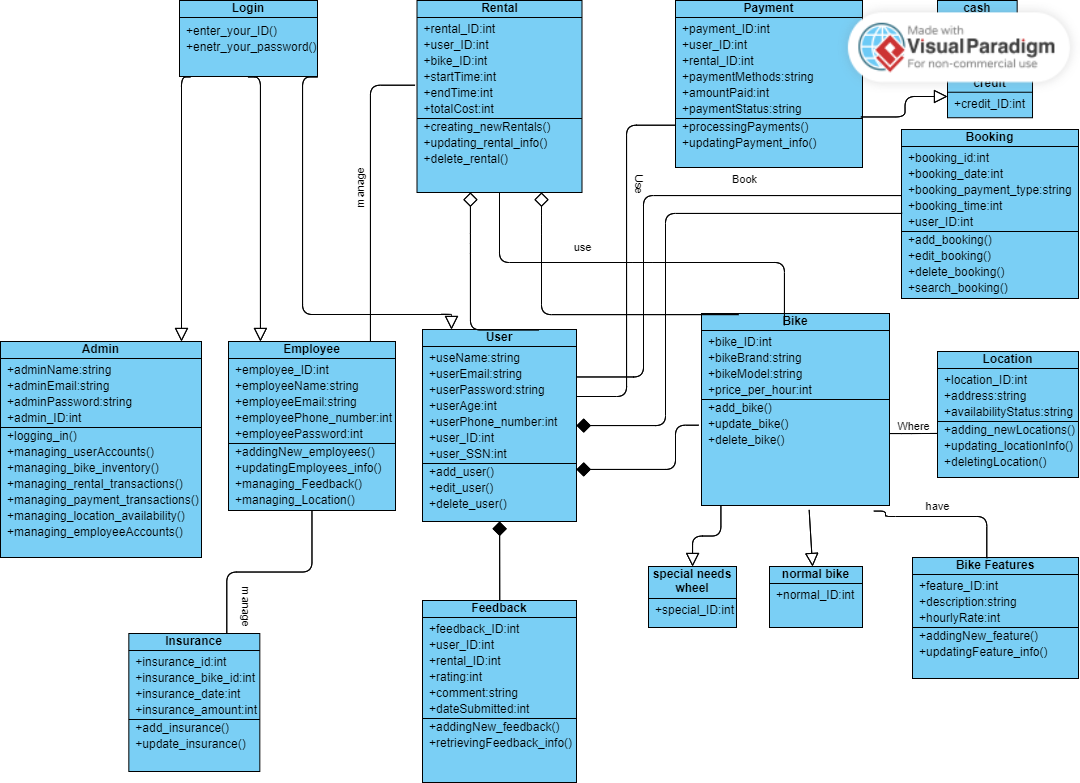 Login
+enter_your_ID()
+enetr_your_password()
Rental
+rental_ID:int
+user_ID:int
+bike_ID:int
+startTime:int
+endTime:int
+totalCost:int
+creating_newRentals()
+updating_rental_info()
+delete_rental()
Payment
+payment_ID:int
+user_ID:int
+rental_ID:int
+paymentMethods:string
+amountPaid:int
+paymentStatus:string
+processingPayments()
+updatingPayment_info()
cash
Made with
VisualParadigm
For non-commercial use
credit
+credit_ID:int
Booking
+booking_id:int
+booking_date:int
+booking_payment_type:string
+booking_time:int
+user_ID:int
+add_booking()
+edit_booking()
+delete_booking()
+search_booking()
manage
Use
Book
use
Admin
+adminName:string
+adminEmail:string
+adminPassword:string
+admin_ID:int
+logging_in()
+managing_userAccounts()
+managing_bike_inventory()
+managing_rental_transactions()
+managing_payment_transactions()
+managing_location_availability()
+managing_employeeAccounts()
Employee
+employee_ID:int
+employeeName:string
+employeeEmail:string
+employeePhone_number:int
+employeePassword:int
+addingNew_employees()
+updatingEmployees_info()
+managing_Feedback()
+managing_Location()
User
+useName:string
+userEmail:string
+userPassword:string
+userAge:int
+userPhone_number:int
+user_ID:int
+user_SSN:int
+add_user()
+edit_user()
+delete_user()
Bike
+bike_ID:int
+bikeBrand:string
+bikeModel:string
+price_per_hour:int
+add_bike()
+update_bike()
+delete_bike()
Where
Location
+location_ID:int
+address:string
+availabilityStatus:string
+adding_newLocations()
+updating_locationInfo()
+deletingLocation()
have
manage
Insurance
+insurance_id:int
+insurance_bike_id:int
+insurance_date:int
+insurance_amount:int
+add_insurance()
+update_insurance()
Feedback
+feedback_ID:int
+user_ID:int
+rental_ID:int
+rating:int
+comment:string
+dateSubmitted:int
+addingNew_feedback()
+retrievingFeedback_info()
special needs
wheel
+special_ID:int
normal bike
+normal_ID:int
Bike Features
+feature_ID:int
+description:string
+hourlyRate:int
+addingNew_feature()
+updatingFeature_info()